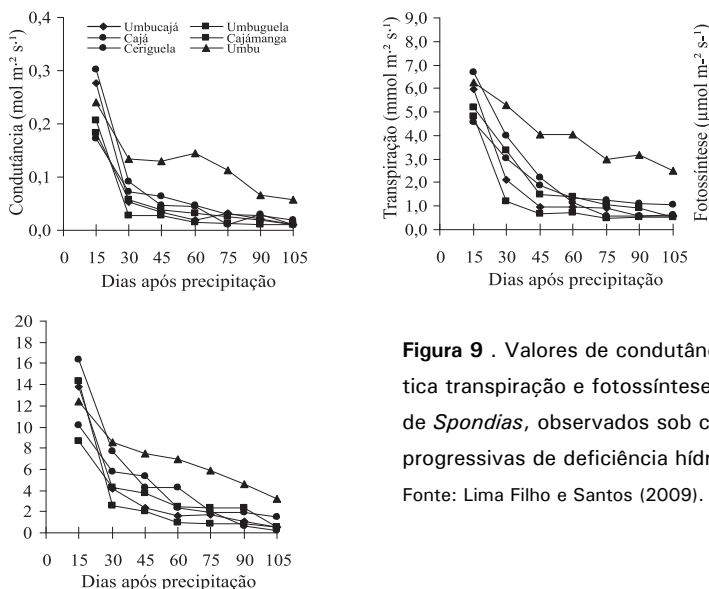 0,4
0,3
0,2
0,1
0,0
Condutância (mol m-² s-¹)
Umbucajá
Cajá
Ceriguela
Umbuguela
Cajámanga
Umbu
0 15 30 45 60 75 90 105
Dias após precipitação
9,0
8,0
7,0
6,0
5,0
4,0
3,0
2,0
1,0
0,0
Transpiração (mmol m-² s-¹)
0 15 30 45 60 75 90 105
Dias após precipitação
Fotossíntese (µmol m-² s-¹)
20
18
16
14
12
10
8
6
4
2
0
0 15 30 45 60 75 90 105
Dias após precipitação
Figura 9 . Valores de condutân
tica transpiração e fotossíntese
de Spondias, observados sob c
progressivas de deficiência hídr
Fonte: Lima Filho e Santos (2009).